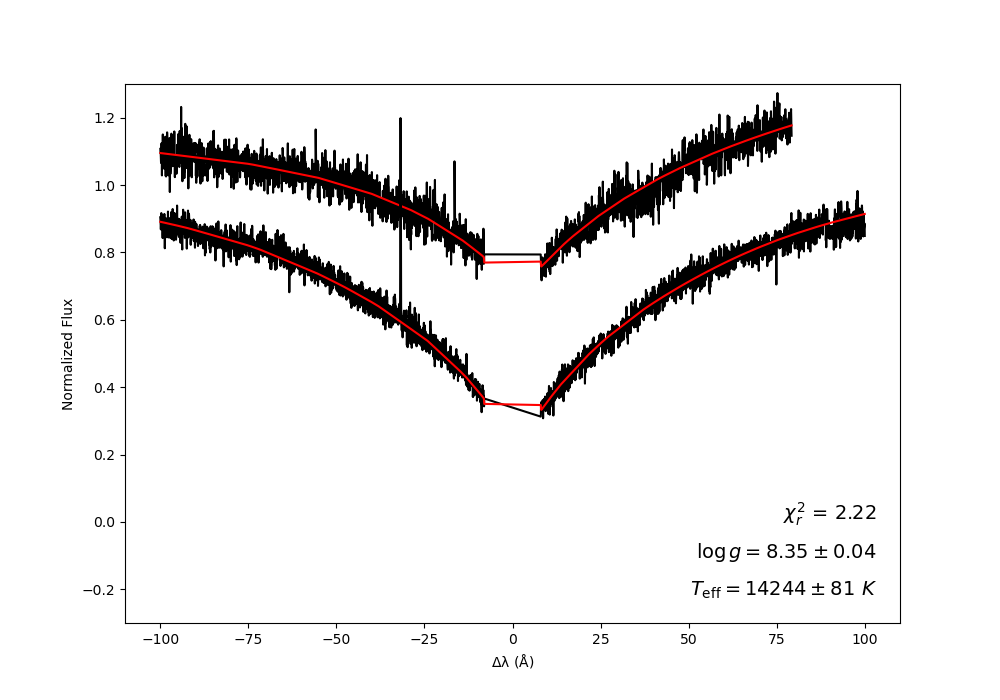 1.2
1.0
0.8
0.6
0.4
0.2
0.0
−0.2
Normalized Flux
χ²ᵣ = 2.22
log g = 8.35 ± 0.04
T_eff = 14244 ± 81 K
−100 −75 −50 −25 0 25 50 75 100
Δλ (Å)